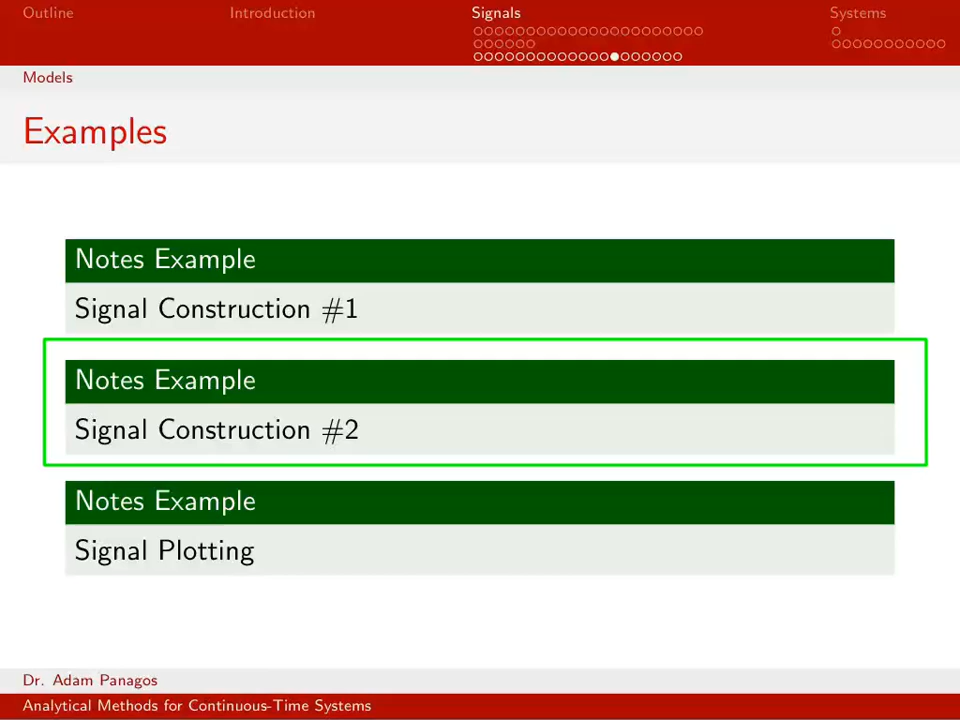 Outline Introduction Signals Systems
Models
Examples
Notes Example
Signal Construction #1
Notes Example
Signal Construction #2
Notes Example
Signal Plotting
Dr. Adam Panagos
Analytical Methods for Continuous-Time Systems